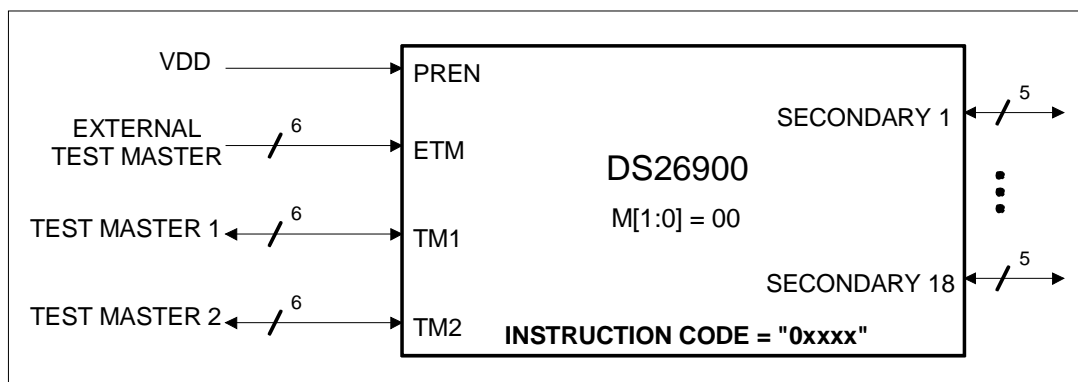 VDD
PREN
EXTERNAL
TEST MASTER
6
ETM
TEST MASTER 1
6
TM1
TEST MASTER 2
6
TM2
DS26900
M[1:0] = 00
INSTRUCTION CODE = "0xxxx"
SECONDARY 1
5
SECONDARY 18
5